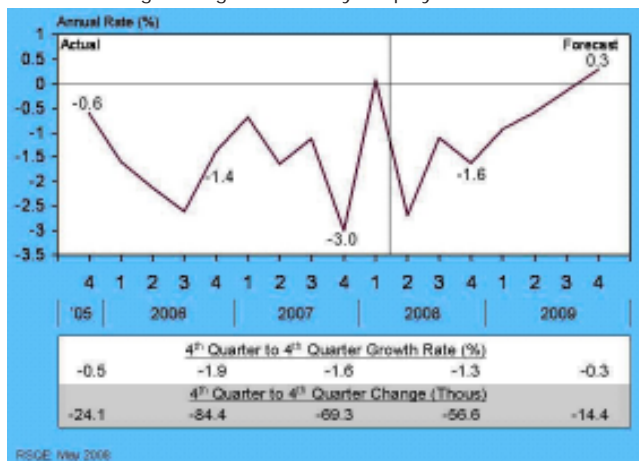 Annual Rate (%)
Actual Forecast
1
0.5
0
-0.5
-1
-1.5
-2
-2.5
-3
-3.5
-0.6
-1.4
-3.0
-1.6
0.3
4 1 2 3 4 1 2 3 4 1 2 3 4 1 2 3 4
'05 2006 2007 2008 2009
4th Quarter to 4th Quarter Growth Rate (%)
-0.5 -1.9 -1.6 -1.3 -0.3
4th Quarter to 4th Quarter Change (Thous)
-24.1 -84.4 -69.3 -56.6 -14.4
RSQE: May 2008